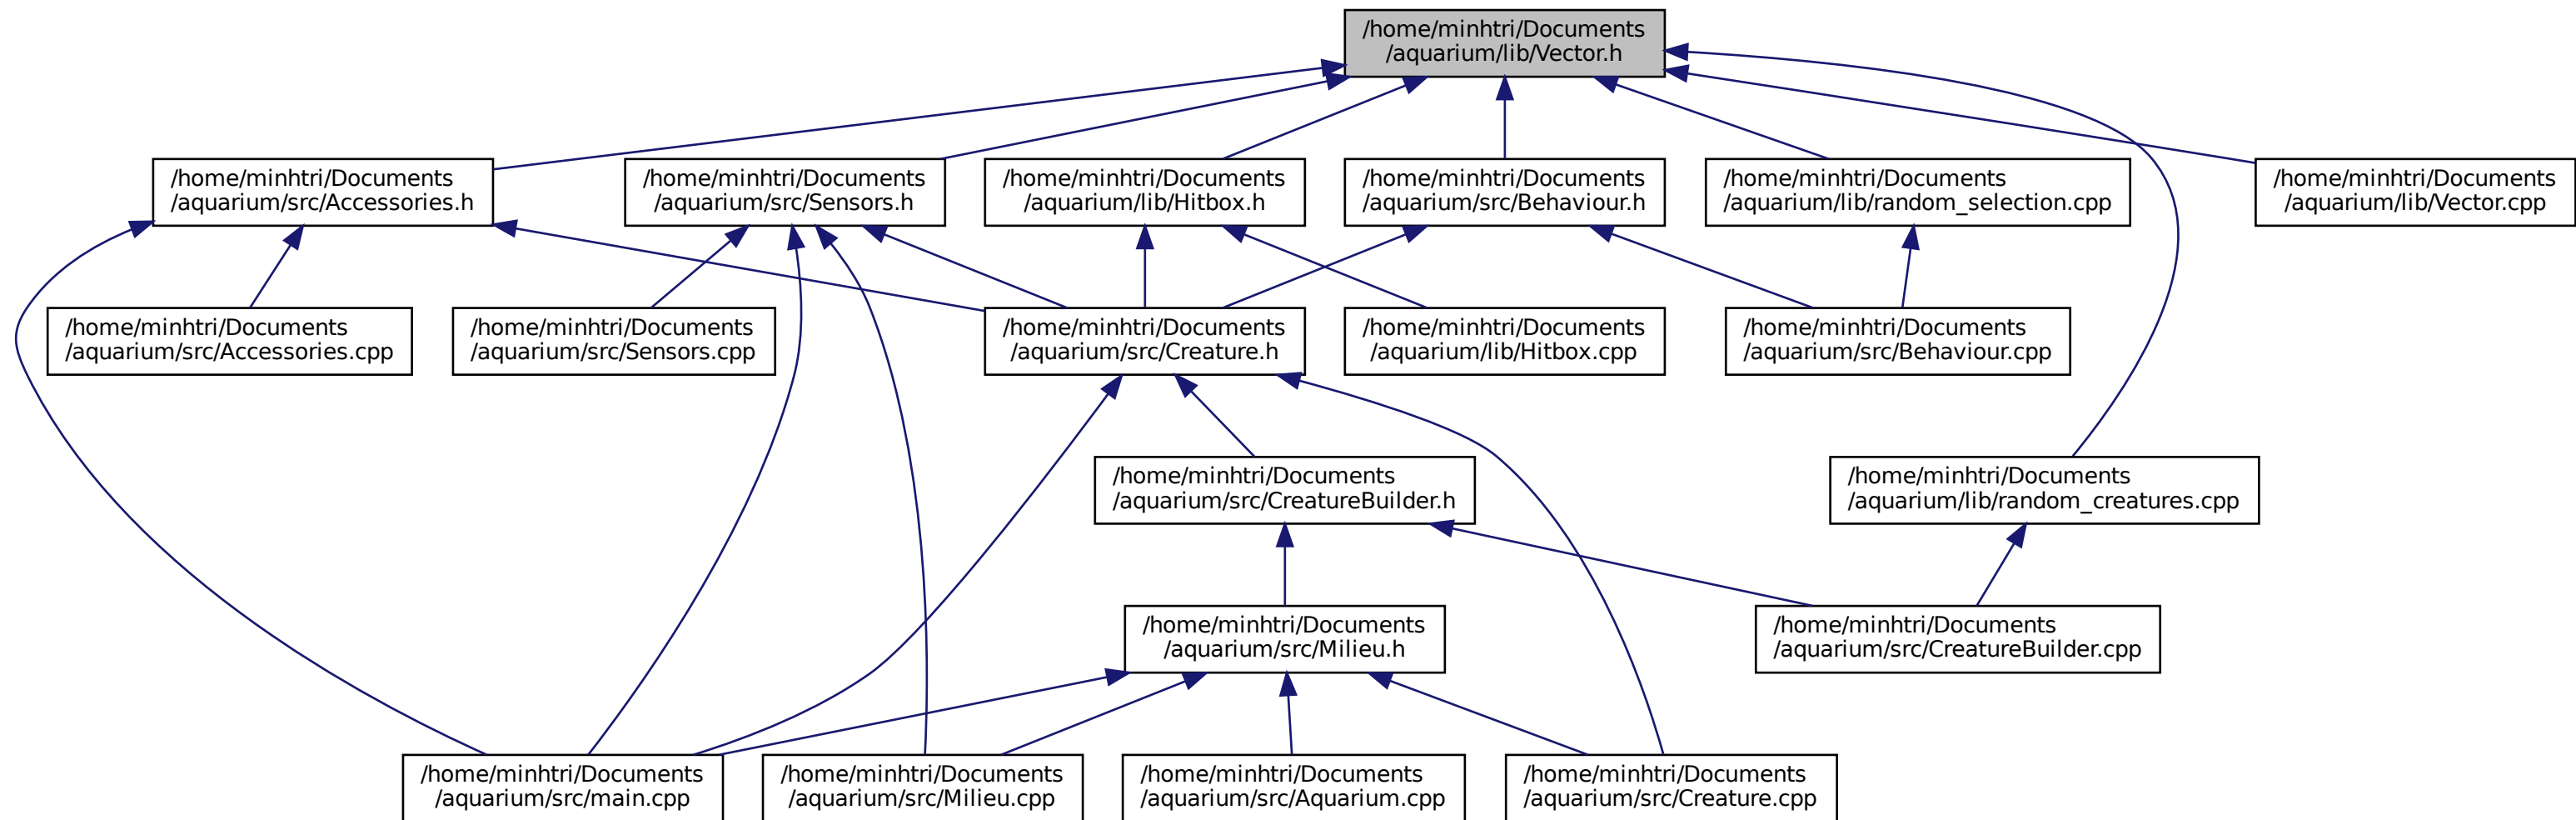 /home/minhtri/Documents
/aquarium/lib/Vector.h
/home/minhtri/Documents
/aquarium/src/Accessories.h
/home/minhtri/Documents
/aquarium/src/Sensors.h
/home/minhtri/Documents
/aquarium/lib/Hitbox.h
/home/minhtri/Documents
/aquarium/src/Behaviour.h
/home/minhtri/Documents
/aquarium/lib/random_selection.cpp
/home/minhtri/Documents
/aquarium/lib/Vector.cpp
/home/minhtri/Documents
/aquarium/src/Accessories.cpp
/home/minhtri/Documents
/aquarium/src/Sensors.cpp
/home/minhtri/Documents
/aquarium/src/Creature.h
/home/minhtri/Documents
/aquarium/lib/Hitbox.cpp
/home/minhtri/Documents
/aquarium/src/Behaviour.cpp
/home/minhtri/Documents
/aquarium/src/CreatureBuilder.h
/home/minhtri/Documents
/aquarium/lib/random_creatures.cpp
/home/minhtri/Documents
/aquarium/src/Milieu.h
/home/minhtri/Documents
/aquarium/src/CreatureBuilder.cpp
/home/minhtri/Documents
/aquarium/src/main.cpp
/home/minhtri/Documents
/aquarium/src/Milieu.cpp
/home/minhtri/Documents
/aquarium/src/Aquarium.cpp
/home/minhtri/Documents
/aquarium/src/Creature.cpp